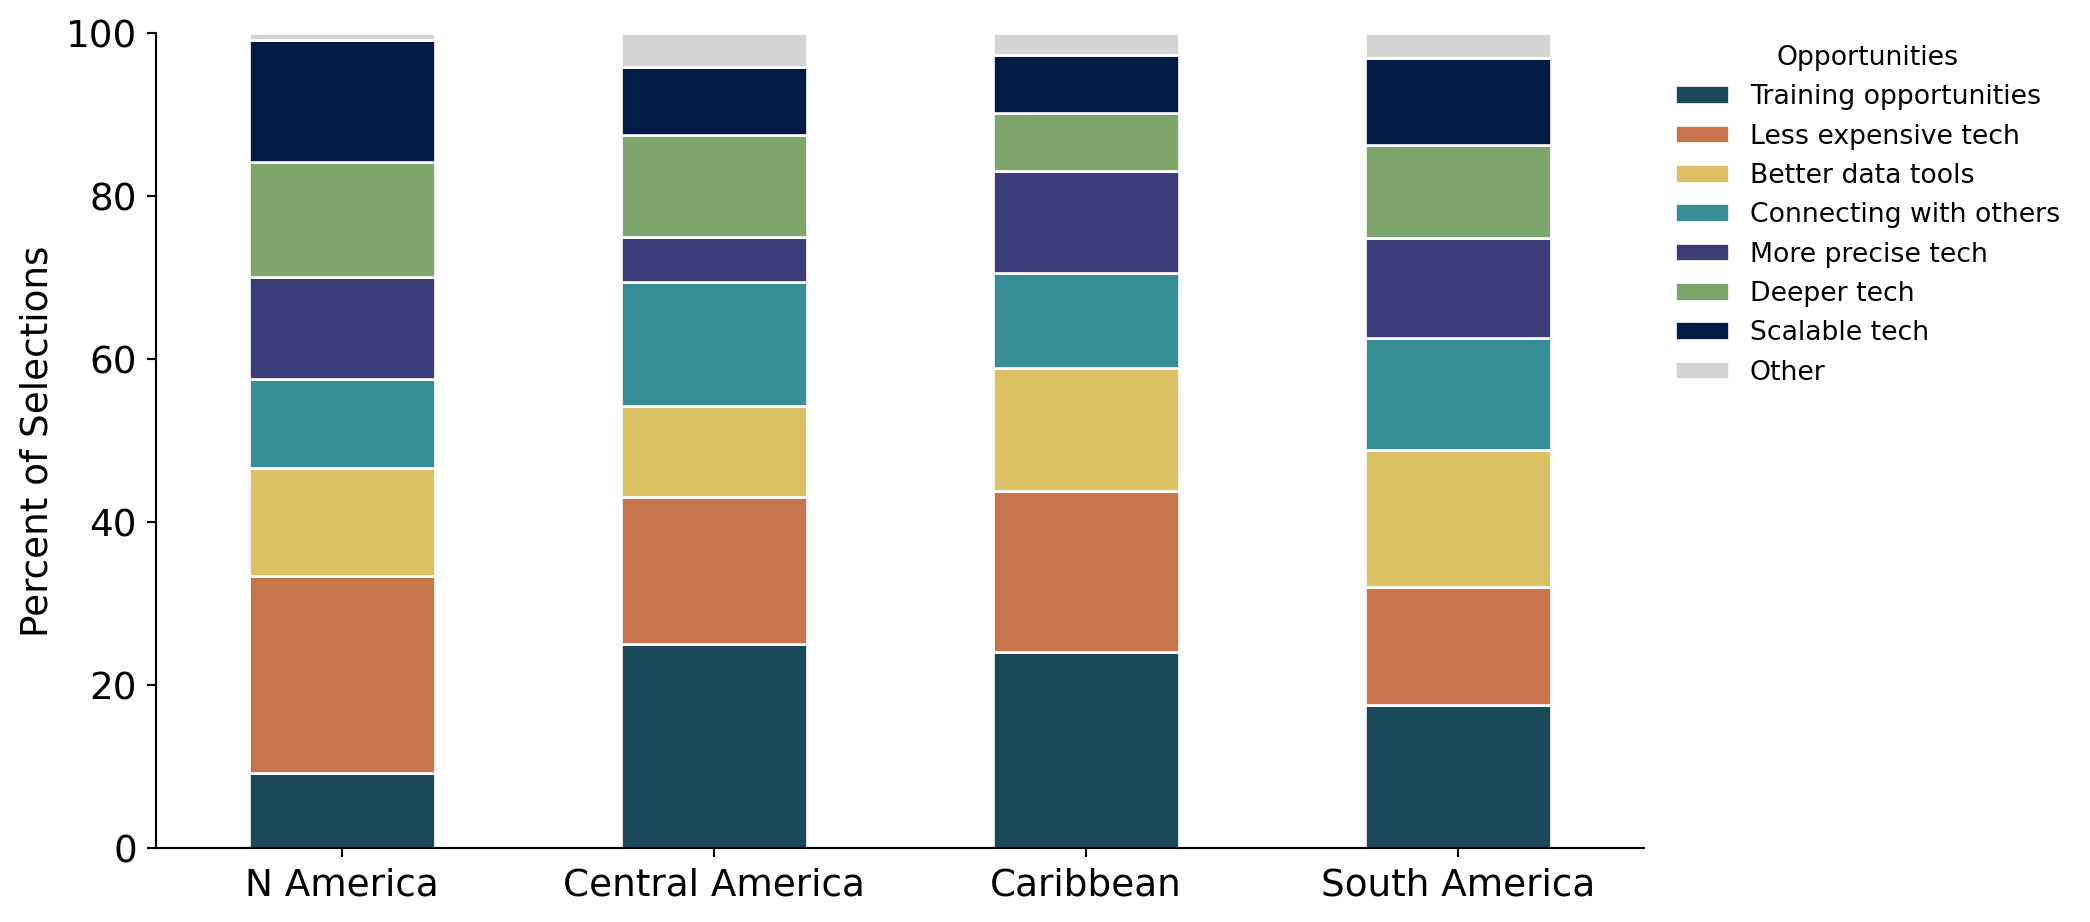 Percent of Selections
100
80
60
40
20
0
N America
Central America
Caribbean
South America
Opportunities
Training opportunities
Less expensive tech
Better data tools
Connecting with others
More precise tech
Deeper tech
Scalable tech
Other